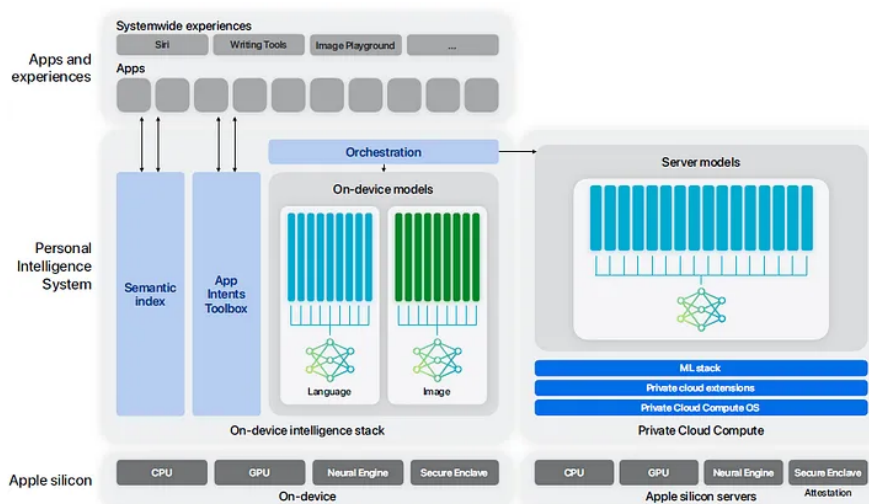 Systemwide experiences
Siri
Writing Tools
Image Playground
...
Apps and
experiences
Apps
Orchestration
Server models
On-device models
Personal
Intelligence
System
Semantic
index
App
Intents
Toolbox
Language
Image
ML stack
Private cloud extensions
Private Cloud Compute OS
On-device intelligence stack
Private Cloud Compute
Apple silicon
CPU
GPU
Neural Engine
Secure Enclave
On-device
CPU
GPU
Neural Engine
Secure Enclave
Apple silicon servers
Attestation